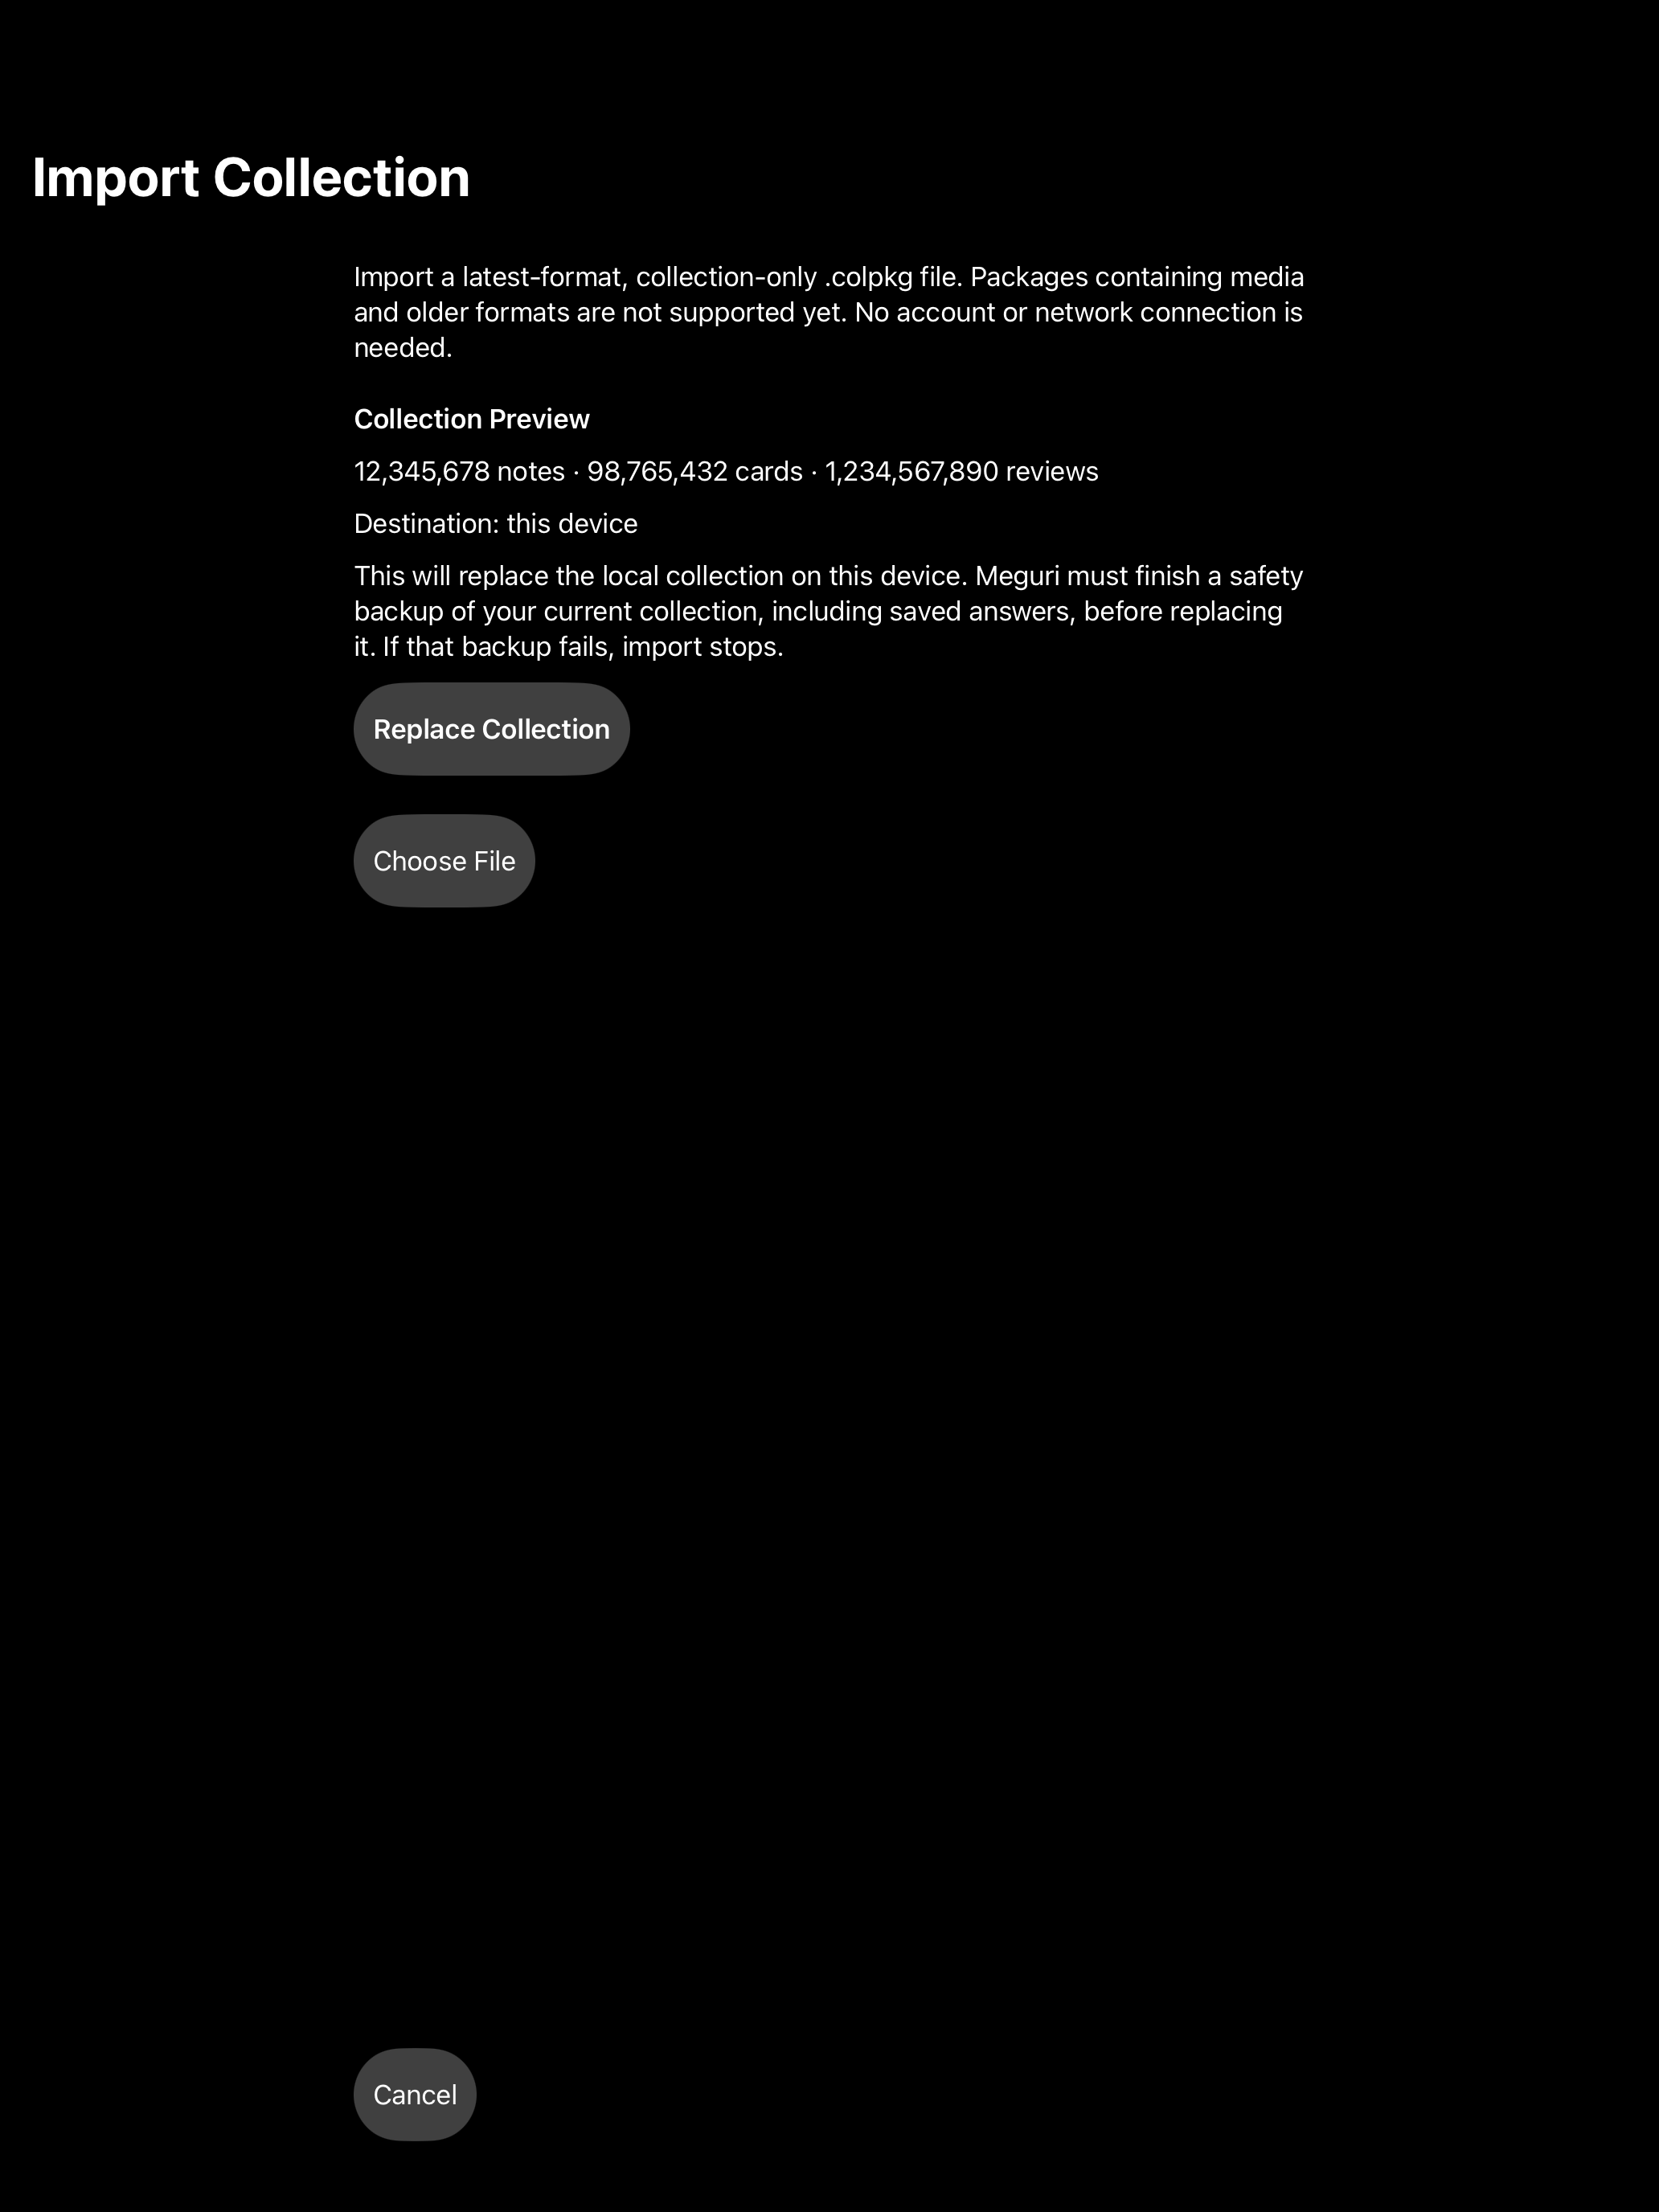 Import Collection
Import a latest-format, collection-only .colpkg file. Packages containing media
and older formats are not supported yet. No account or network connection is
needed.
Collection Preview
12,345,678 notes · 98,765,432 cards · 1,234,567,890 reviews
Destination: this device
This will replace the local collection on this device. Meguri must finish a safety
backup of your current collection, including saved answers, before replacing
it. If that backup fails, import stops.
Replace Collection
Choose File
Cancel